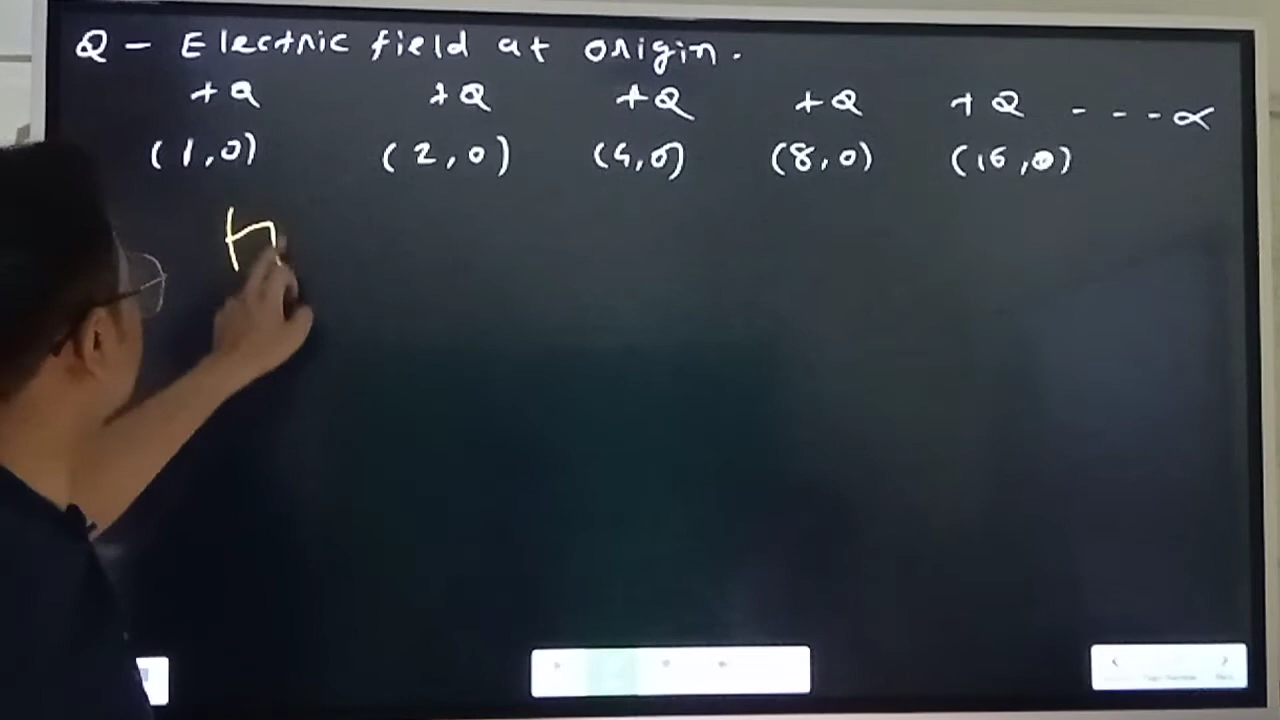 Q - Electric field at origin.
+Q +Q +Q +Q +Q - - - ∝
(1,0) (2,0) (4,0) (8,0) (16,0)